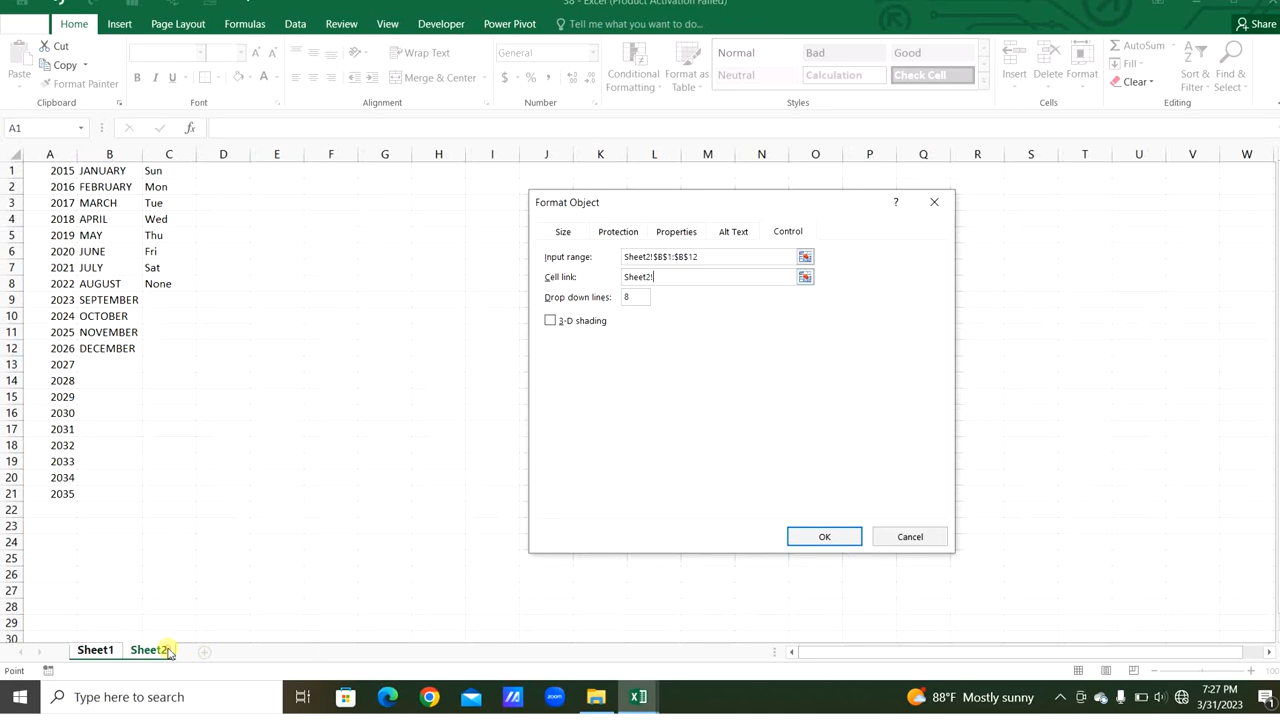 38 - Excel (Product Activation Failed)
Home Insert Page Layout Formulas Data Review View Developer Power Pivot Tell me what you want to do... Share
Cut
Copy
Format Painter
Paste
Clipboard
Font
Wrap Text
Merge & Center
Alignment
General
$ % ,
Number
Conditional Formatting
Format as Table
Normal Bad Good
Neutral Calculation Check Cell
Styles
Insert Delete Format
Cells
AutoSum
Fill
Clear
Sort & Filter
Find & Select
Editing
A1
fx
A B C D E F G H I J K L M N O P Q R S T U V W
1 2015 JANUARY Sun
2 2016 FEBRUARY Mon
3 2017 MARCH Tue
4 2018 APRIL Wed
5 2019 MAY Thu
6 2020 JUNE Fri
7 2021 JULY Sat
8 2022 AUGUST None
9 2023 SEPTEMBER
10 2024 OCTOBER
11 2025 NOVEMBER
12 2026 DECEMBER
13 2027
14 2028
15 2029
16 2030
17 2031
18 2032
19 2033
20 2034
21 2035
22
23
24
25
26
27
28
29
30
Format Object ?
Size Protection Properties Alt Text Control
Input range: Sheet2!$B$1:$B$12
Cell link: Sheet2!
Drop down lines: 8
3-D shading
OK Cancel
Sheet1 Sheet2
Point
100
Type here to search
zoom
88°F Mostly sunny
7:27 PM
3/31/2023
1